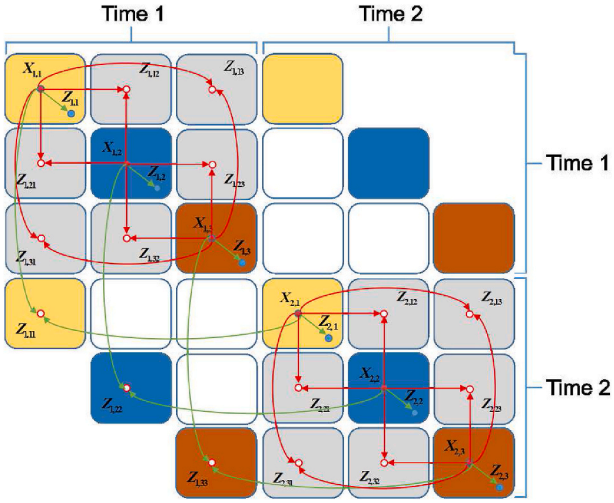 Time 1 Time 2
X1,1 Z1,12 Z1,13
Z1,1
X1,2
Z1,21 Z1,2 Z1,23
Time 1
X1,3
Z1,31 Z1,32 Z1,3
X2,1 Z2,12 Z2,13
Z1,11 Z2,1
X2,2
Z1,22 Z2,21 Z2,2 Z2,23
Time 2
X2,3
Z1,33 Z2,31 Z2,32 Z2,3